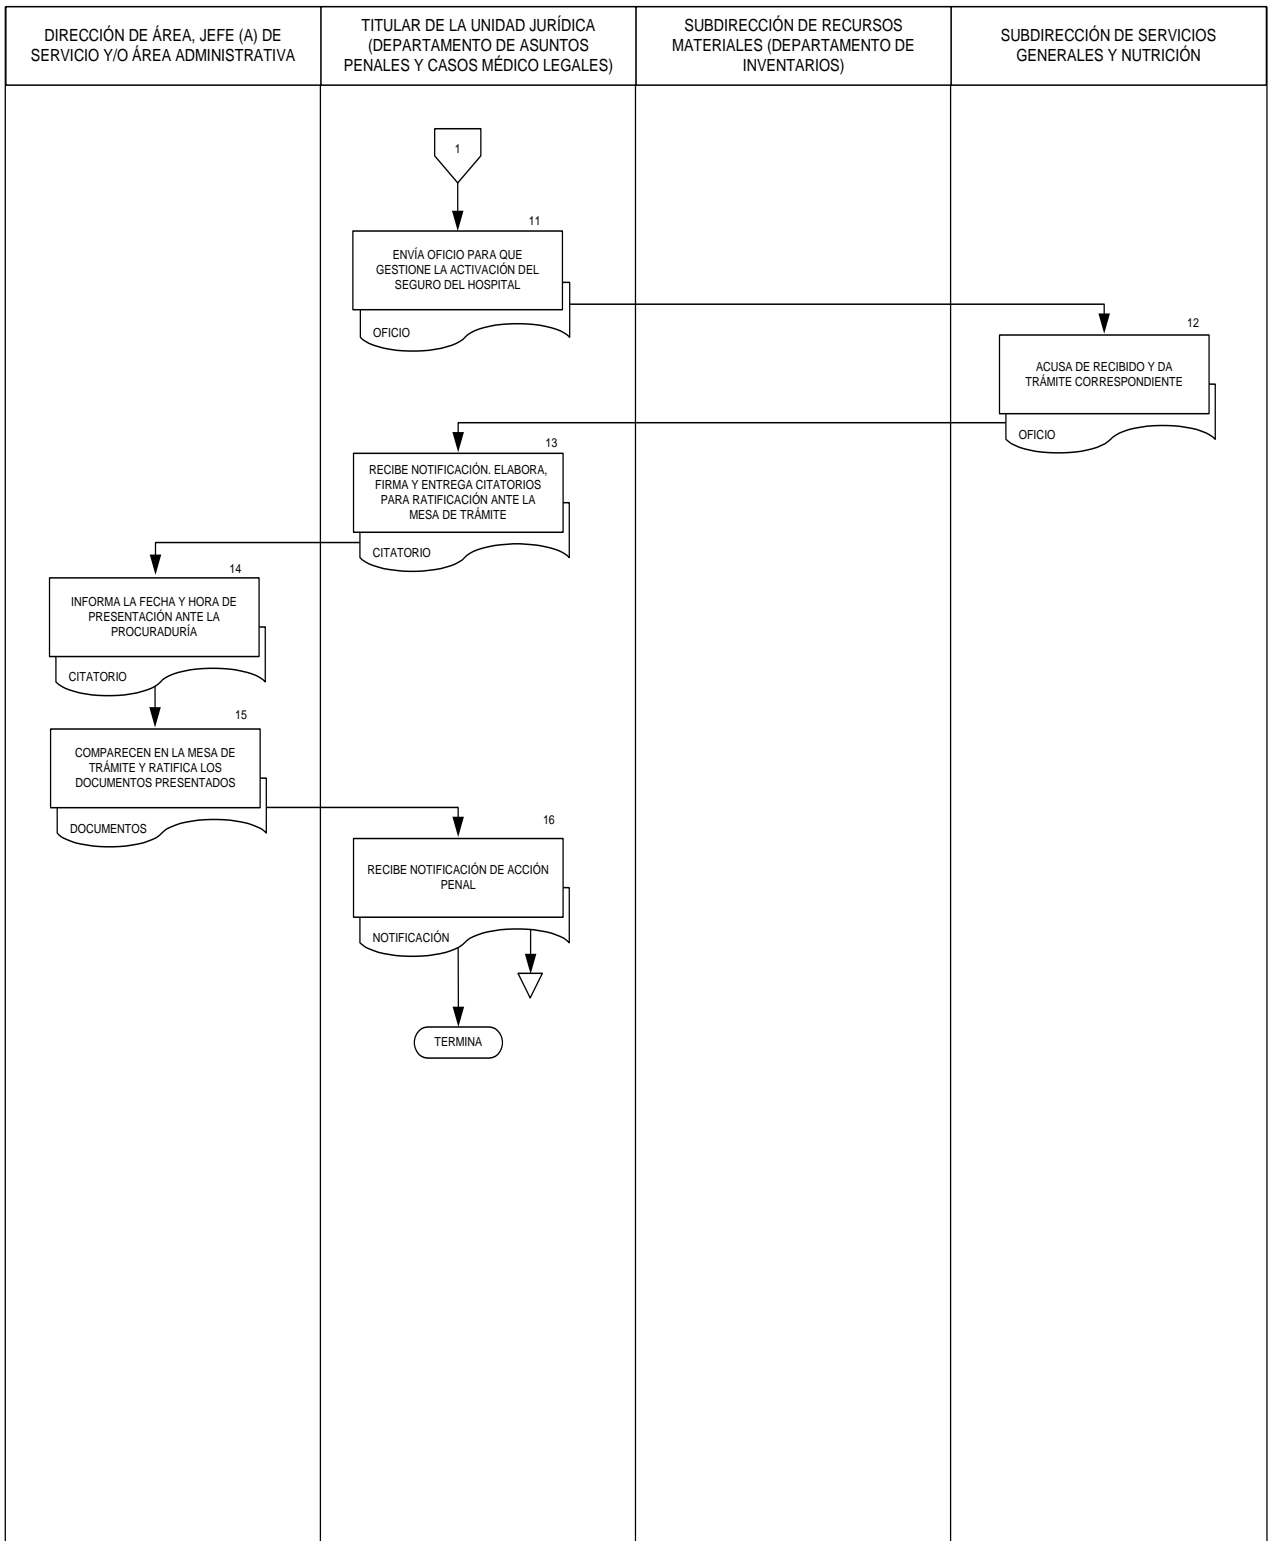 DIRECCIÓN DE ÁREA, JEFE (A) DE
SERVICIO Y/O ÁREA ADMINISTRATIVA
TITULAR DE LA UNIDAD JURÍDICA
(DEPARTAMENTO DE ASUNTOS
PENALES Y CASOS MÉDICO LEGALES)
SUBDIRECCIÓN DE RECURSOS
MATERIALES (DEPARTAMENTO DE
INVENTARIOS)
SUBDIRECCIÓN DE SERVICIOS
GENERALES Y NUTRICIÓN
1
11
ENVÍA OFICIO PARA QUE
GESTIONE LA ACTIVACIÓN DEL
SEGURO DEL HOSPITAL
OFICIO
12
ACUSA DE RECIBIDO Y DA
TRÁMITE CORRESPONDIENTE
OFICIO
13
RECIBE NOTIFICACIÓN. ELABORA,
FIRMA Y ENTREGA CITATORIOS
PARA RATIFICACIÓN ANTE LA
MESA DE TRÁMITE
CITATORIO
14
INFORMA LA FECHA Y HORA DE
PRESENTACIÓN ANTE LA
PROCURADURÍA
CITATORIO
15
COMPARECEN EN LA MESA DE
TRÁMITE Y RATIFICA LOS
DOCUMENTOS PRESENTADOS
DOCUMENTOS
16
RECIBE NOTIFICACIÓN DE ACCIÓN
PENAL
NOTIFICACIÓN
TERMINA